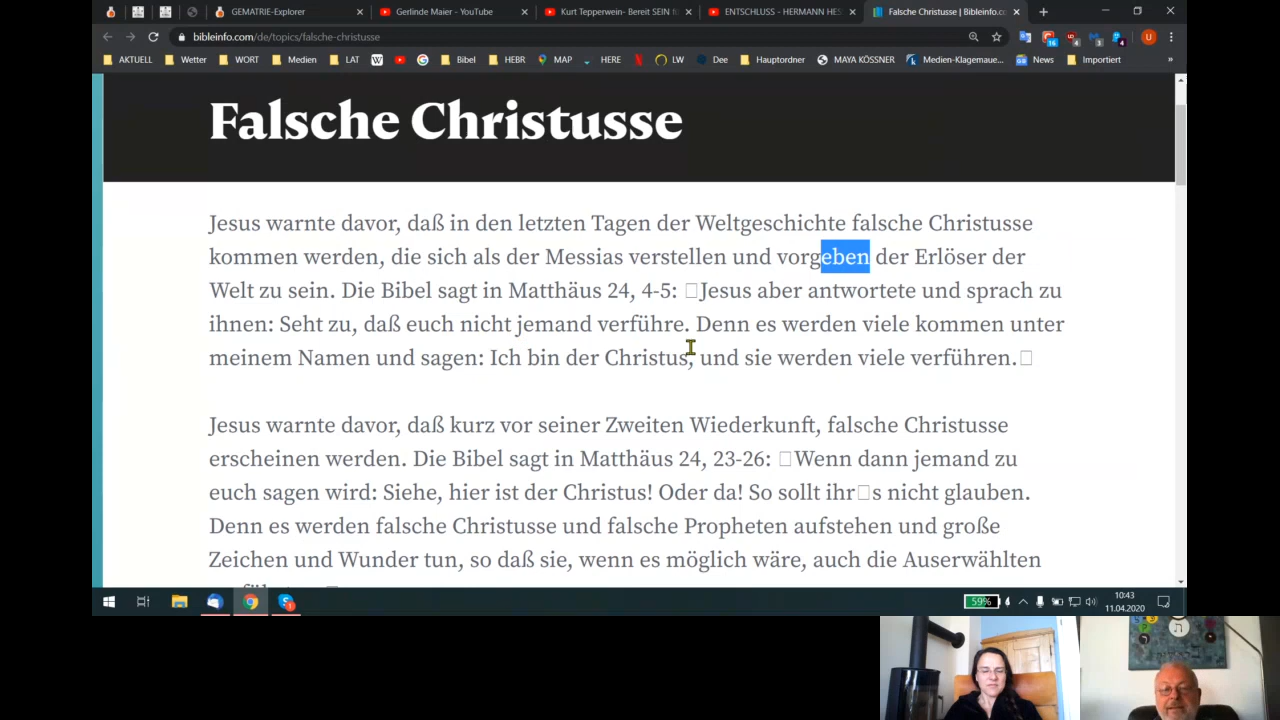 GEMATRIE-Explorer
Gerlinde Maier - YouTube
Kurt Tepperwein- Bereit SEIN fü
ENTSCHLUSS - HERMANN HES
Falsche Christusse | Bibleinfo.co
bibleinfo.com/de/topics/falsche-christusse
16
4
3
4
U
AKTUELL
Wetter
WORT
Medien
LAT
Bibel
HEBR
MAP
HERE
LW
Dee
Hauptordner
MAYA KÖSSNER
Medien-Klagemaue...
News
Importiert
»
Falsche Christusse
Jesus warnte davor, daß in den letzten Tagen der Weltgeschichte falsche Christusse
kommen werden, die sich als der Messias verstellen und vorgeben der Erlöser der
Welt zu sein. Die Bibel sagt in Matthäus 24, 4-5: Jesus aber antwortete und sprach zu
ihnen: Seht zu, daß euch nicht jemand verführe. Denn es werden viele kommen unter
meinem Namen und sagen: Ich bin der Christus, und sie werden viele verführen.
Jesus warnte davor, daß kurz vor seiner Zweiten Wiederkunft, falsche Christusse
erscheinen werden. Die Bibel sagt in Matthäus 24, 23-26: Wenn dann jemand zu
euch sagen wird: Siehe, hier ist der Christus! Oder da! So sollt ihr s nicht glauben.
Denn es werden falsche Christusse und falsche Propheten aufstehen und große
Zeichen und Wunder tun, so daß sie, wenn es möglich wäre, auch die Auserwählten
59%
10:43
11.04.2020